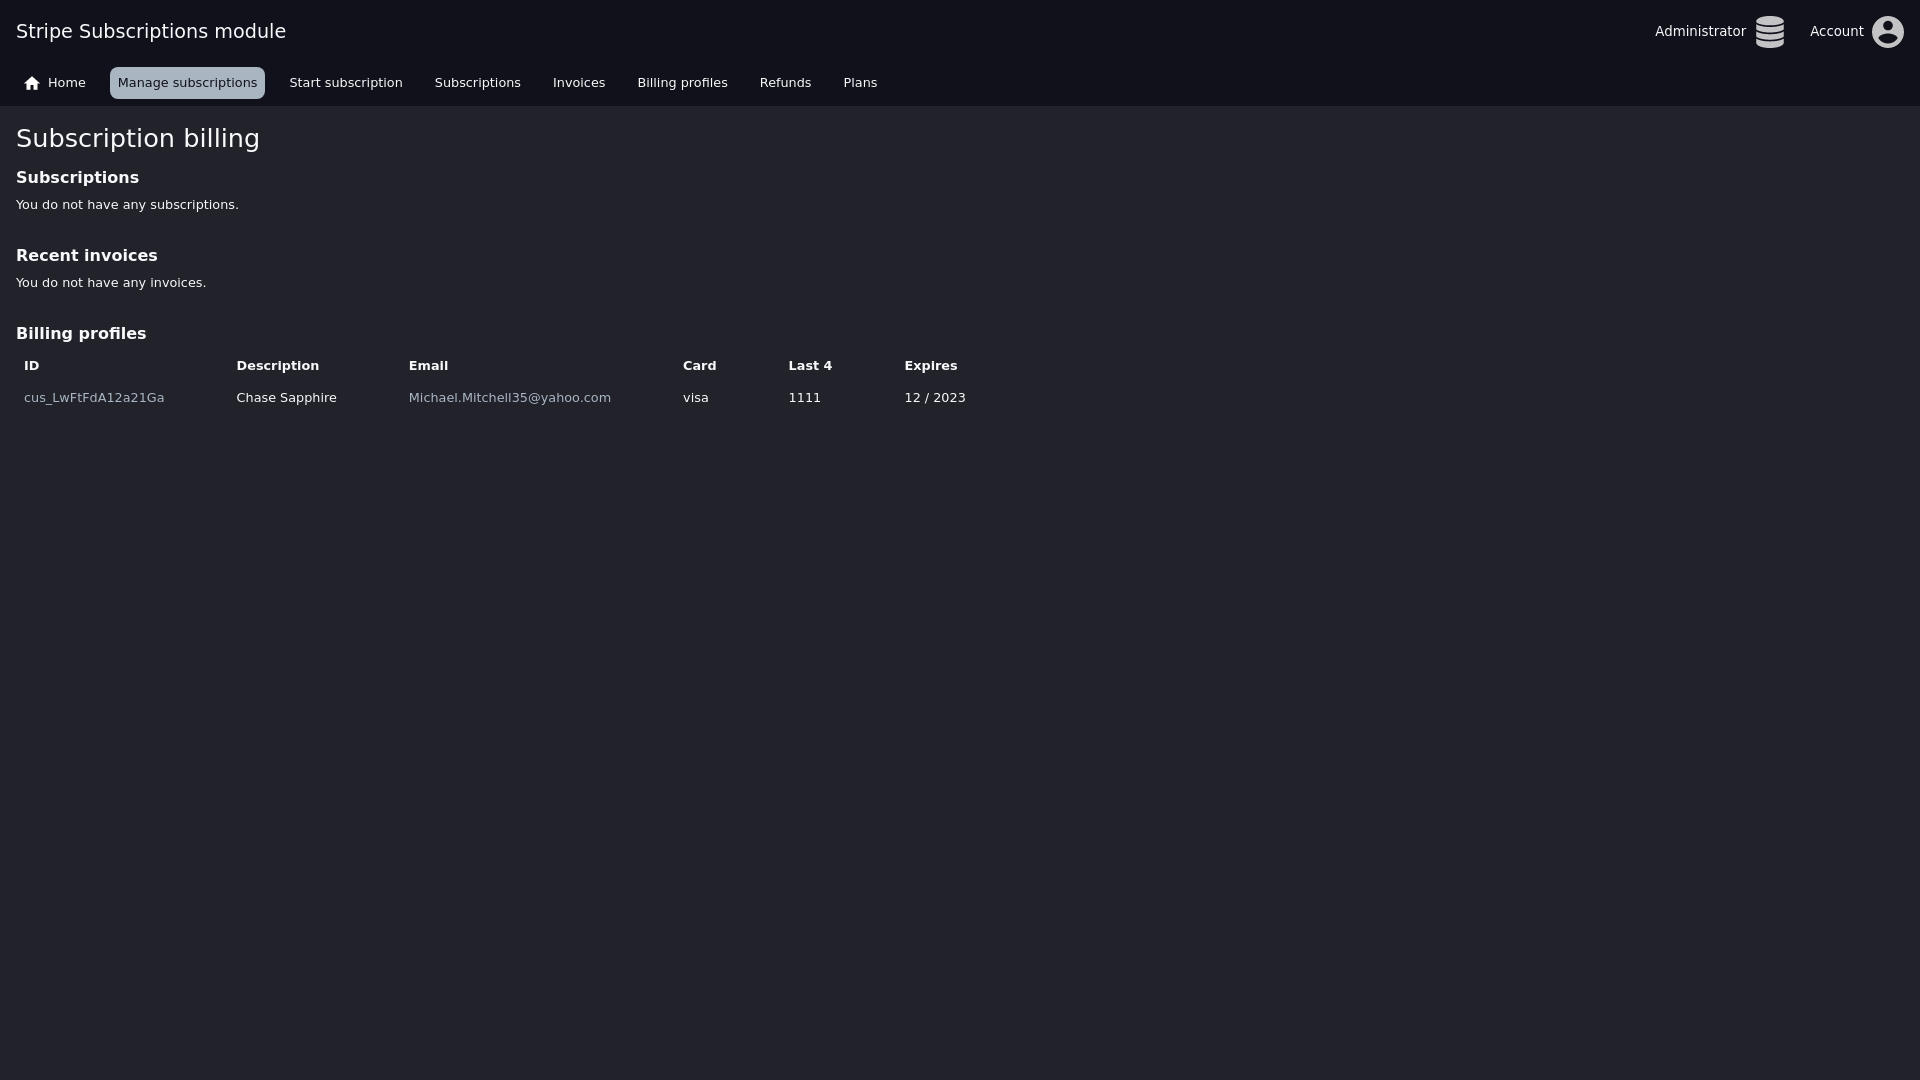 Stripe Subscriptions module
Administrator
Account
Home
Manage subscriptions
Start subscription
Subscriptions
Invoices
Billing profiles
Refunds
Plans
Subscription billing
Subscriptions
You do not have any subscriptions.
Recent invoices
You do not have any invoices.
Billing profiles
ID Description Email Card Last 4 Expires
cus_LwFtFdA12a21Ga Chase Sapphire Michael.Mitchell35@yahoo.com visa 1111 12 / 2023